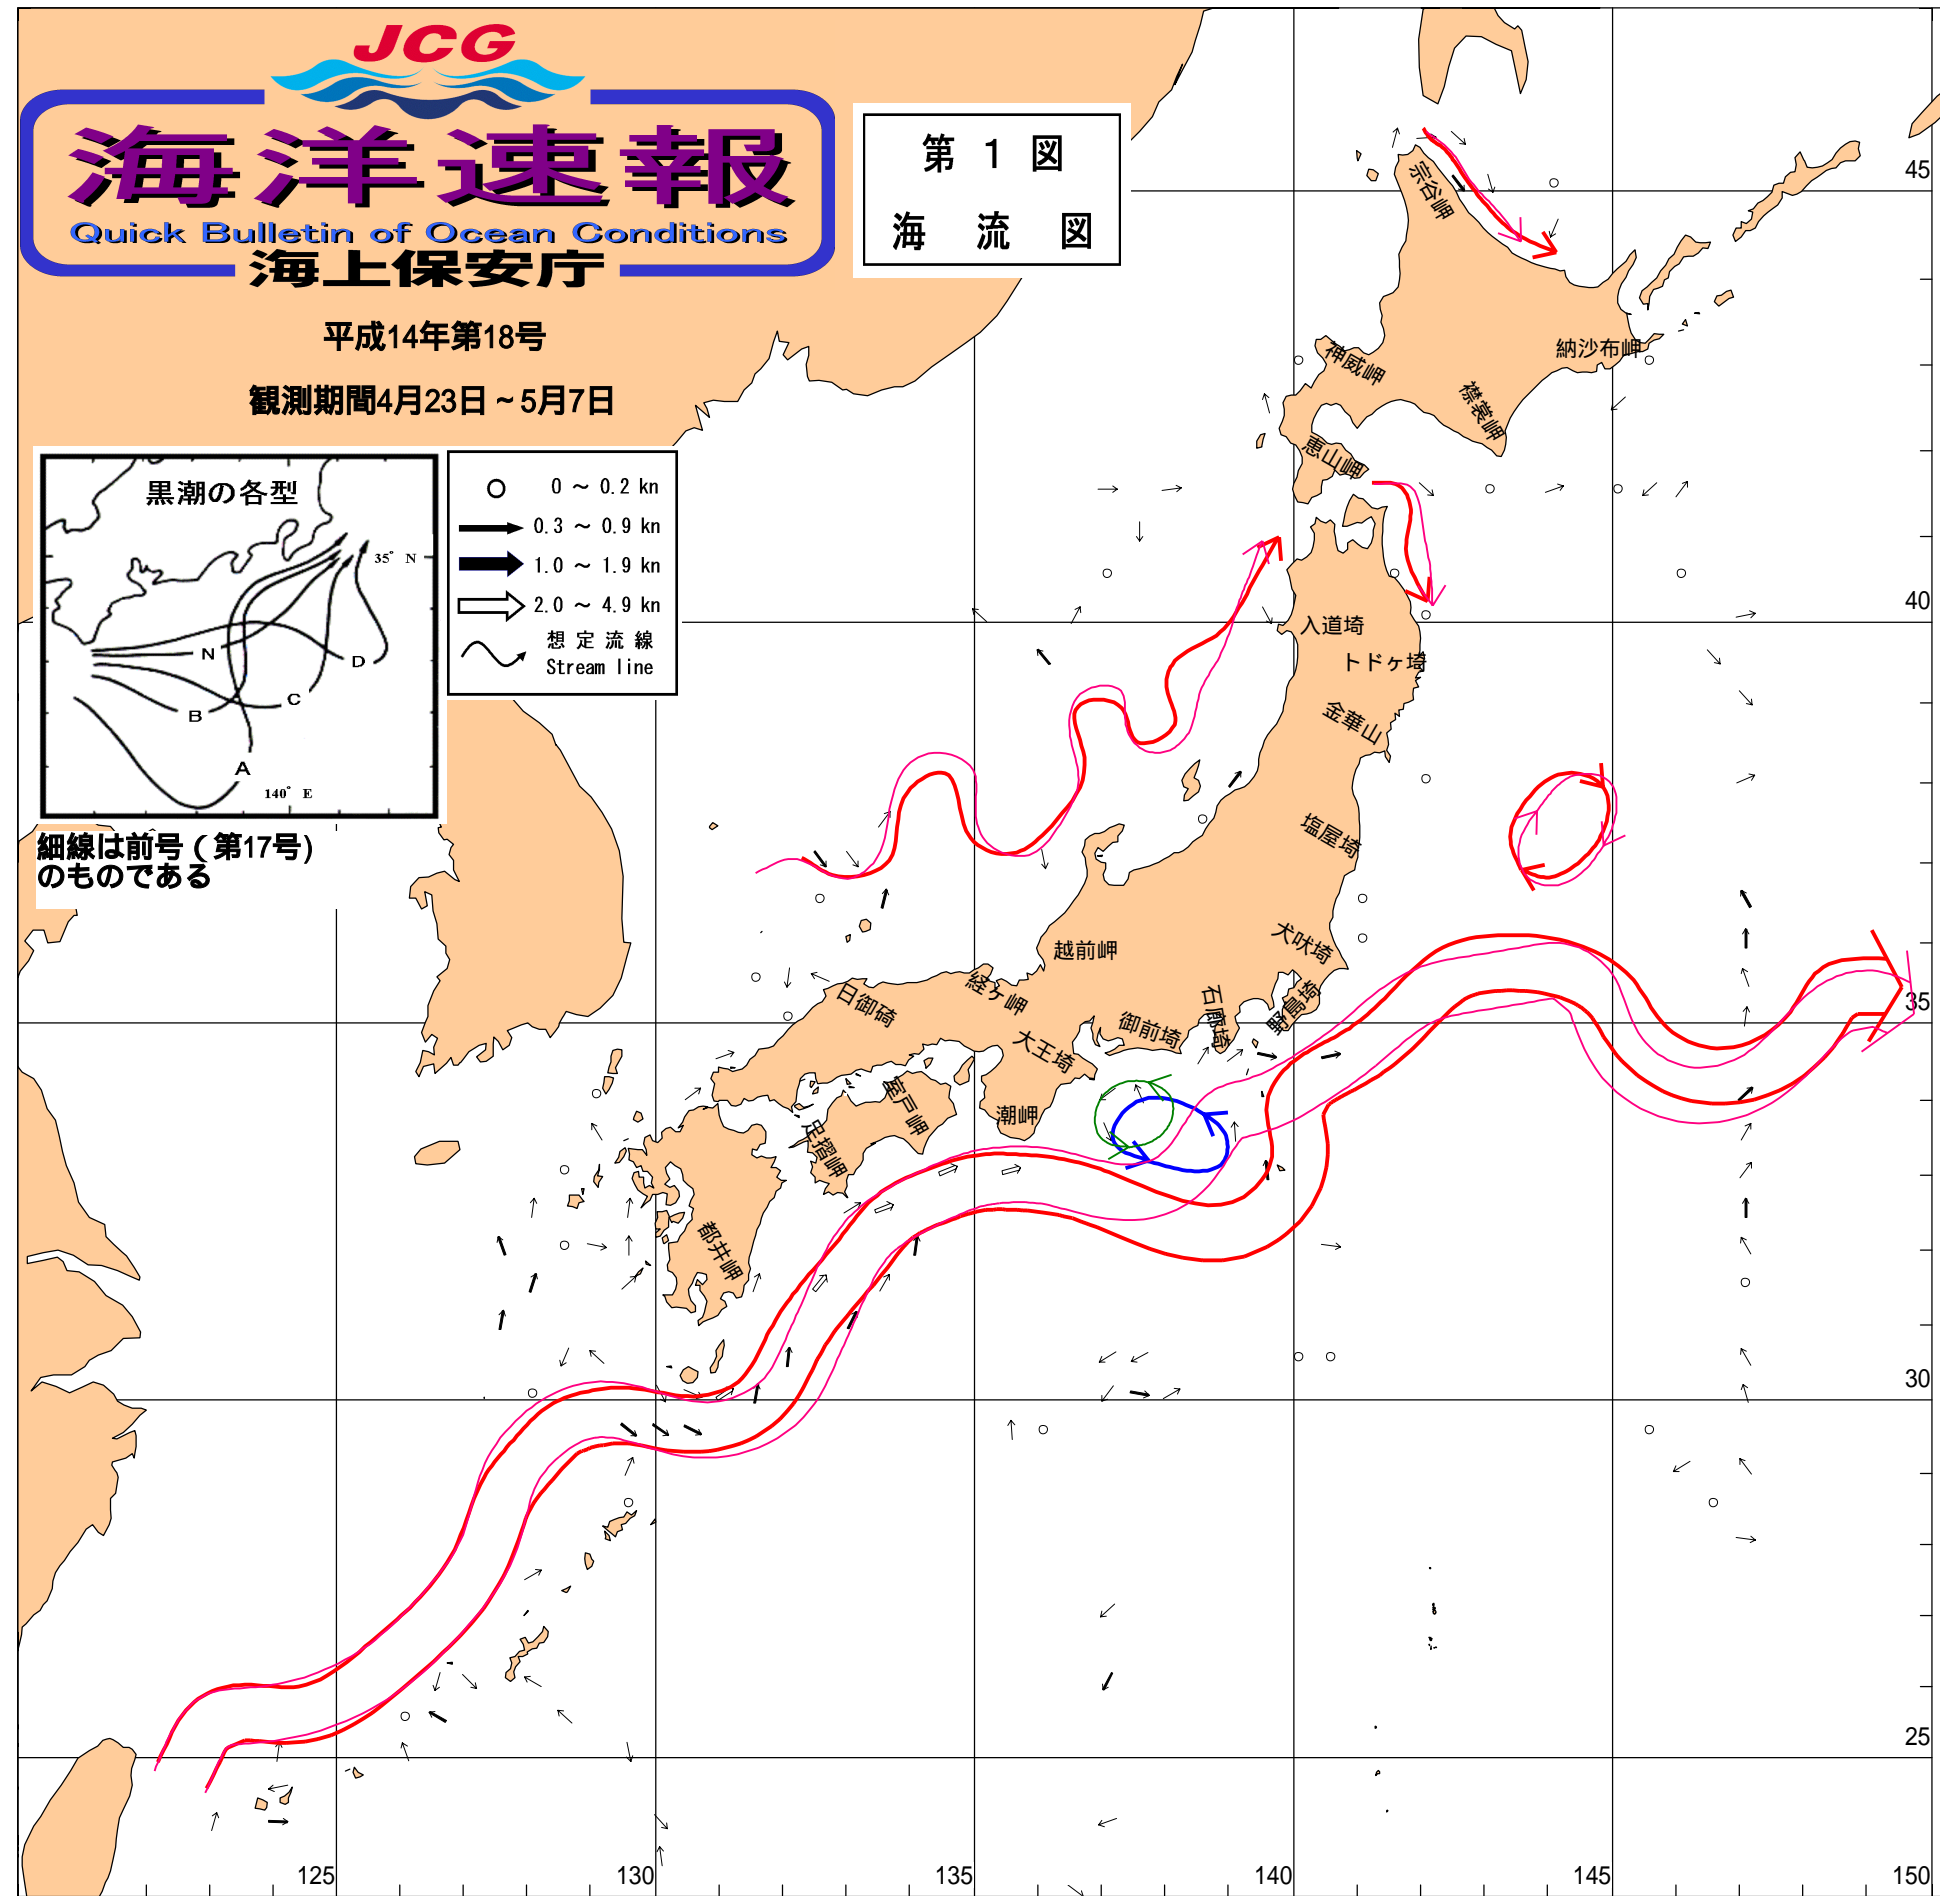 JCG
海洋速報
Quick Bulletin of Ocean Conditions
海上保安庁
平成14年第18号
観測期間4月23日～5月7日
第 1 図
海 流 図
黒潮の各型
35° N
N
D
C
B
A
140° E
0 ～ 0.2 kn
0.3 ～ 0.9 kn
1.0 ～ 1.9 kn
2.0 ～ 4.9 kn
想 定 流 線
Stream line
細線は前号（第17号)
のものである
宗谷岬
納沙布岬
神威岬
襟裳岬
恵山岬
入道埼
トドヶ埼
金華山
塩屋埼
犬吠埼
越前岬
経ヶ岬
日御碕
石廊埼
野島埼
御前埼
大王埼
室戸岬
潮岬
足摺岬
都井岬
45
40
35
30
25
125
130
135
140
145
150